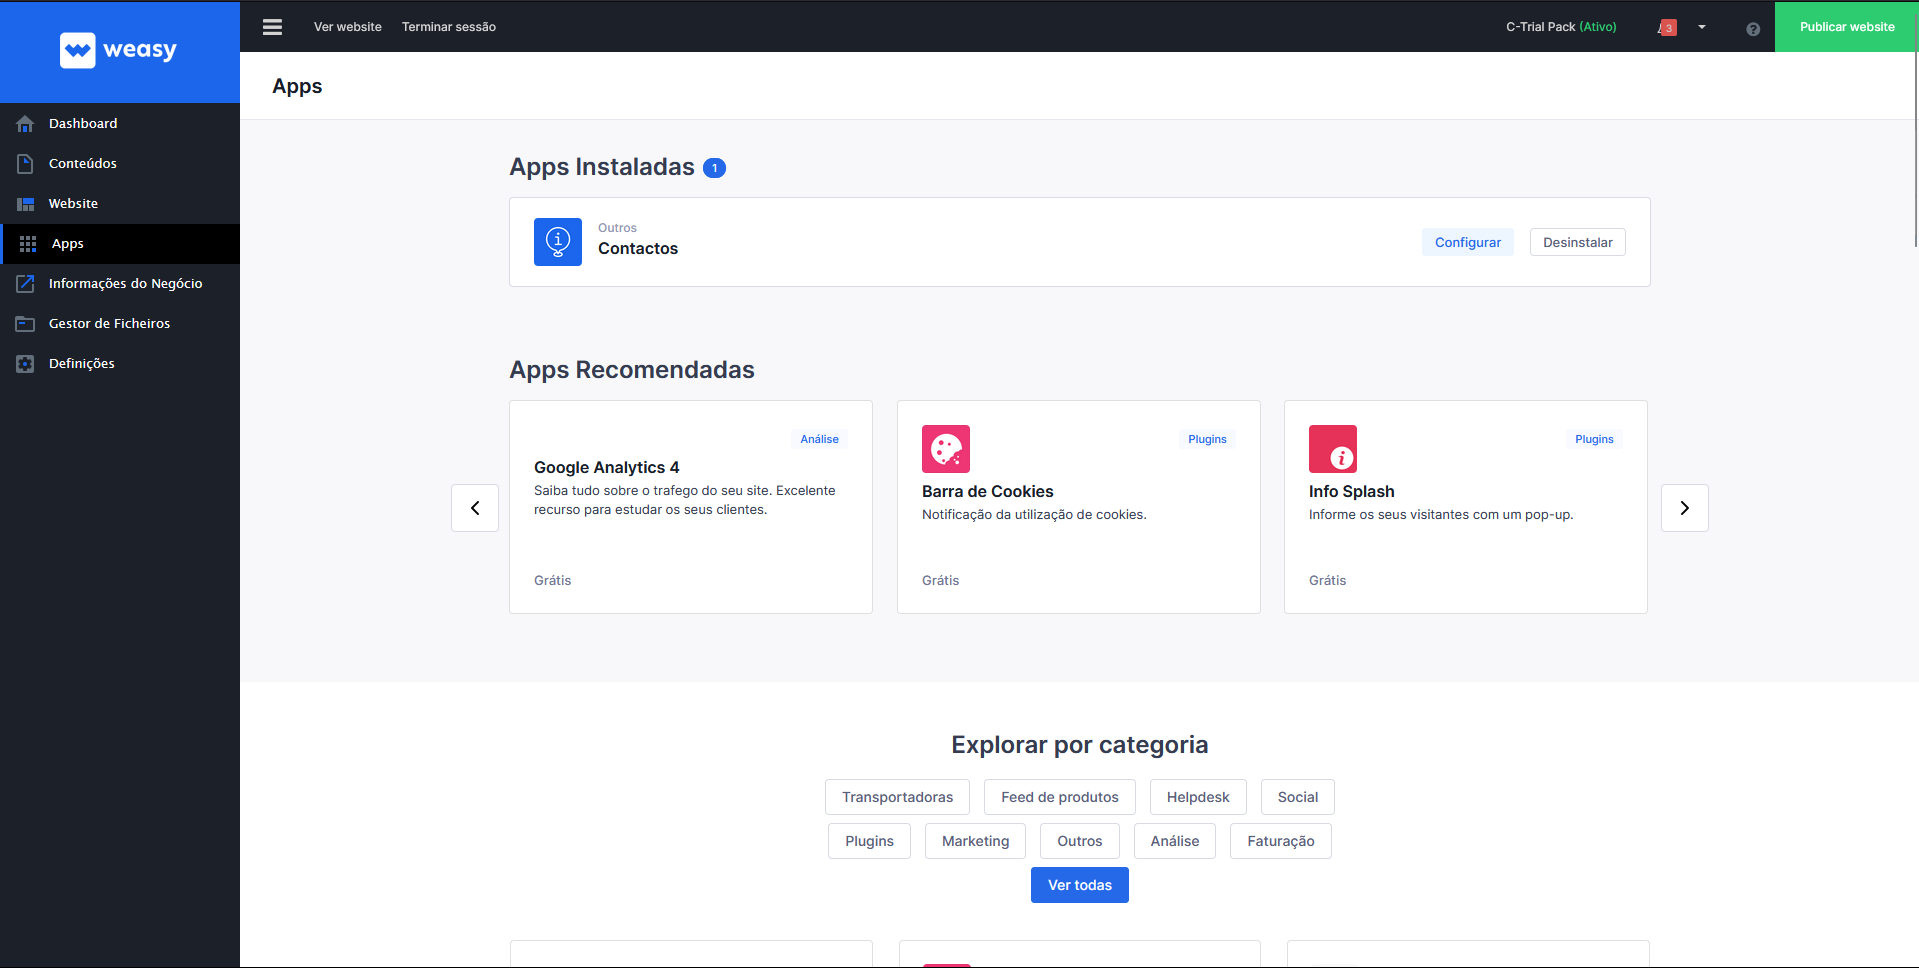 weasy
Ver website
Terminar sessão
C-Trial Pack (Ativo)
3
Publicar website
Dashboard
Conteúdos
Website
Apps
Informações do Negócio
Gestor de Ficheiros
Definições
Apps
Apps Instaladas 1
Outros
Contactos
Configurar
Desinstalar
Apps Recomendadas
Análise
Google Analytics 4
Saiba tudo sobre o trafego do seu site. Excelente
recurso para estudar os seus clientes.
Grátis
Plugins
Barra de Cookies
Notificação da utilização de cookies.
Grátis
Plugins
Info Splash
Informe os seus visitantes com um pop-up.
Grátis
Explorar por categoria
Transportadoras
Feed de produtos
Helpdesk
Social
Plugins
Marketing
Outros
Análise
Faturação
Ver todas